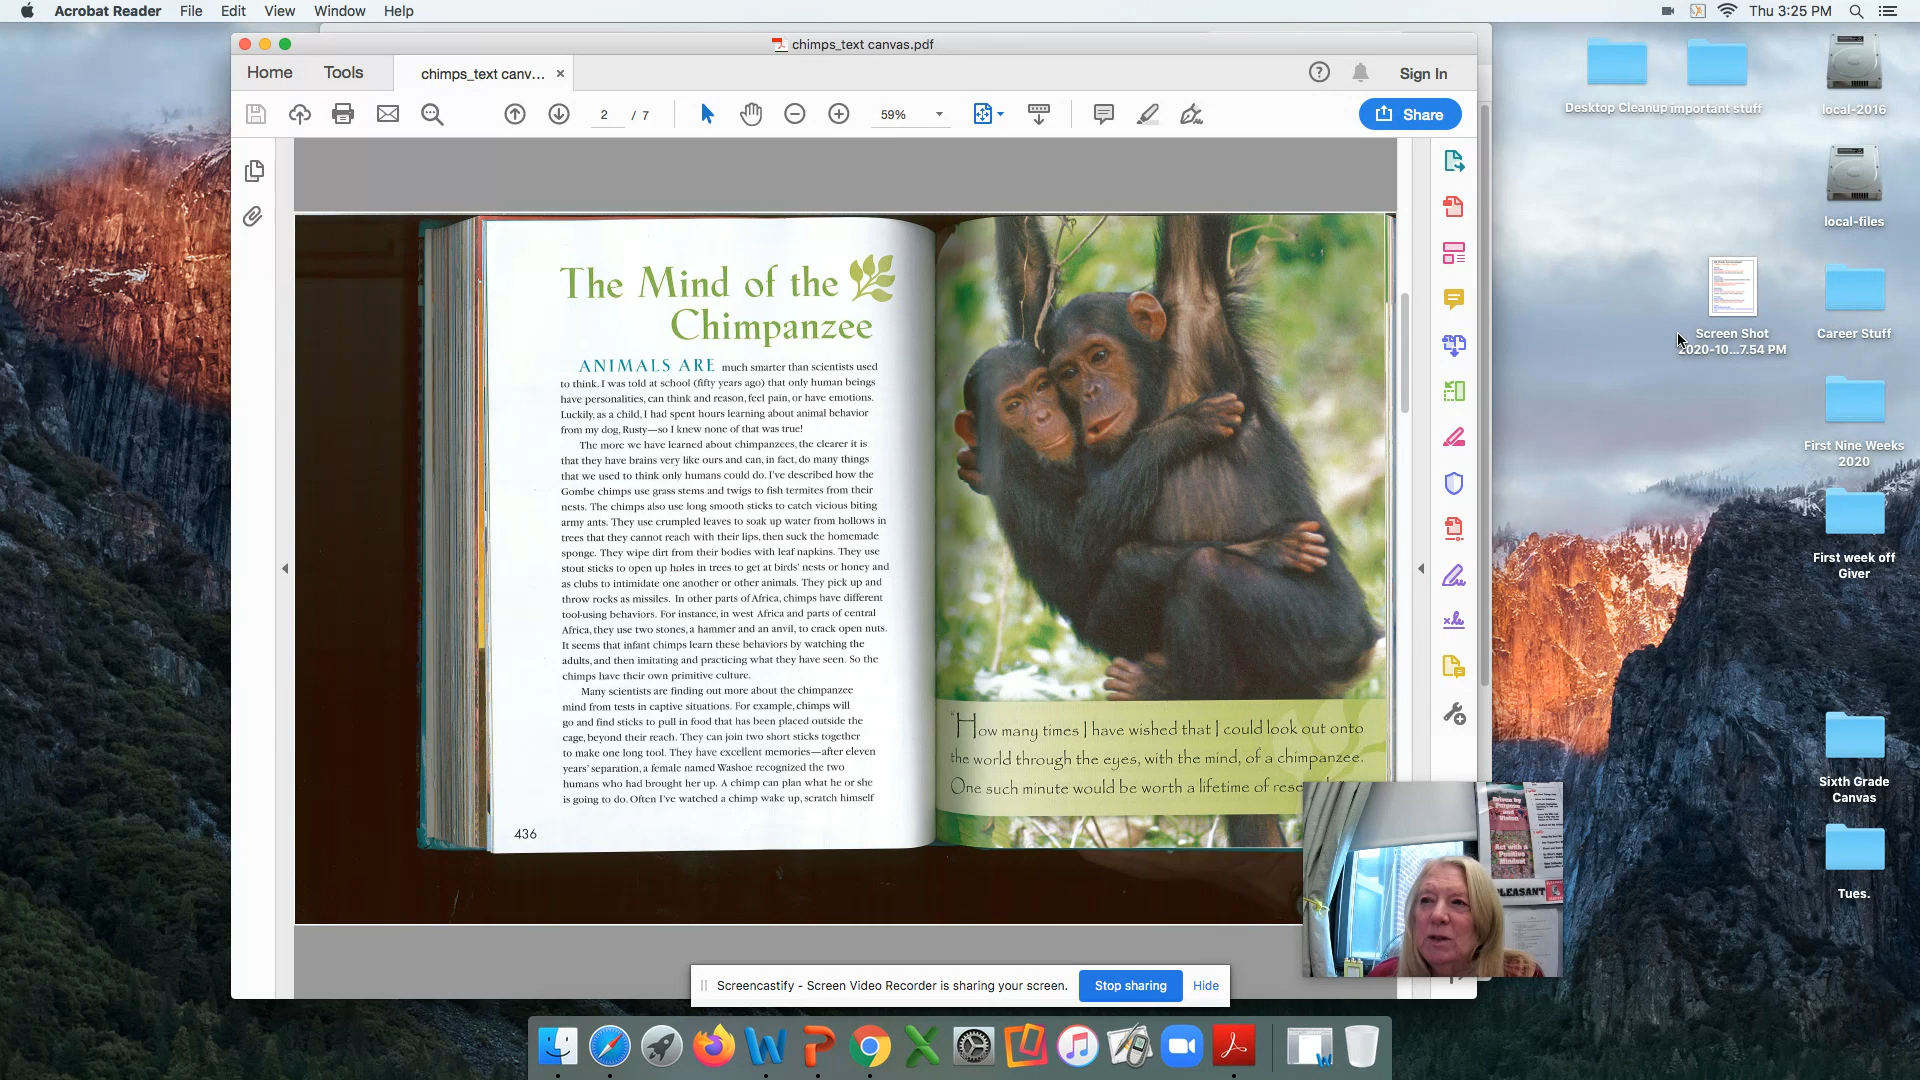 Acrobat Reader File Edit View Window Help
Thu 3:25 PM
chimps_text canvas.pdf
Home Tools chimps_text canv... ×
Sign In
2 / 7
59%
Share
The Mind of the
Chimpanzee
ANIMALS ARE much smarter than scientists used
to think. I was told at school (fifty years ago) that only human beings
have personalities, can think and reason, feel pain, or have emotions.
Luckily, as a child, I had spent hours learning about animal behavior
from my dog, Rusty—so I knew none of that was true!
The more we have learned about chimpanzees, the clearer it is
that they have brains very like ours and can, in fact, do many things
that we used to think only humans could do. I've described how the
Gombe chimps use grass stems and twigs to fish termites from their
nests. The chimps also use long smooth sticks to catch vicious biting
army ants. They use crumpled leaves to soak up water from hollows in
trees that they cannot reach with their lips, then suck the homemade
sponge. They wipe dirt from their bodies with leaf napkins. They use
stout sticks to open up holes in trees to get at birds' nests or honey and
as clubs to intimidate one another or other animals. They pick up and
throw rocks as missiles. In other parts of Africa, chimps have different
tool-using behaviors. For instance, in west Africa and parts of central
Africa, they use two stones, a hammer and an anvil, to crack open nuts.
It seems that infant chimps learn these behaviors by watching the
adults, and then imitating and practicing what they have seen. So the
chimps have their own primitive culture.
Many scientists are finding out more about the chimpanzee
mind from tests in captive situations. For example, chimps will
go and find sticks to pull in food that has been placed outside the
cage, beyond their reach. They can join two short sticks together
to make one long tool. They have excellent memories—after eleven
years' separation, a female named Washoe recognized the two
humans who had brought her up. A chimp can plan what he or she
is going to do. Often I've watched a chimp wake up, scratch himself
436
"How many times I have wished that I could look out onto
the world through the eyes, with the mind, of a chimpanzee.
One such minute would be worth a lifetime of rese
Driven by
Purpose
and
Vision
Act with a
Positive
Mindset
PLEASANT
Screencastify - Screen Video Recorder is sharing your screen. Stop sharing Hide
Desktop Cleanup important stuff
local-2016
local-files
Screen Shot
2020-10...7.54 PM
Career Stuff
First Nine Weeks
2020
First week off
Giver
Sixth Grade
Canvas
Tues.